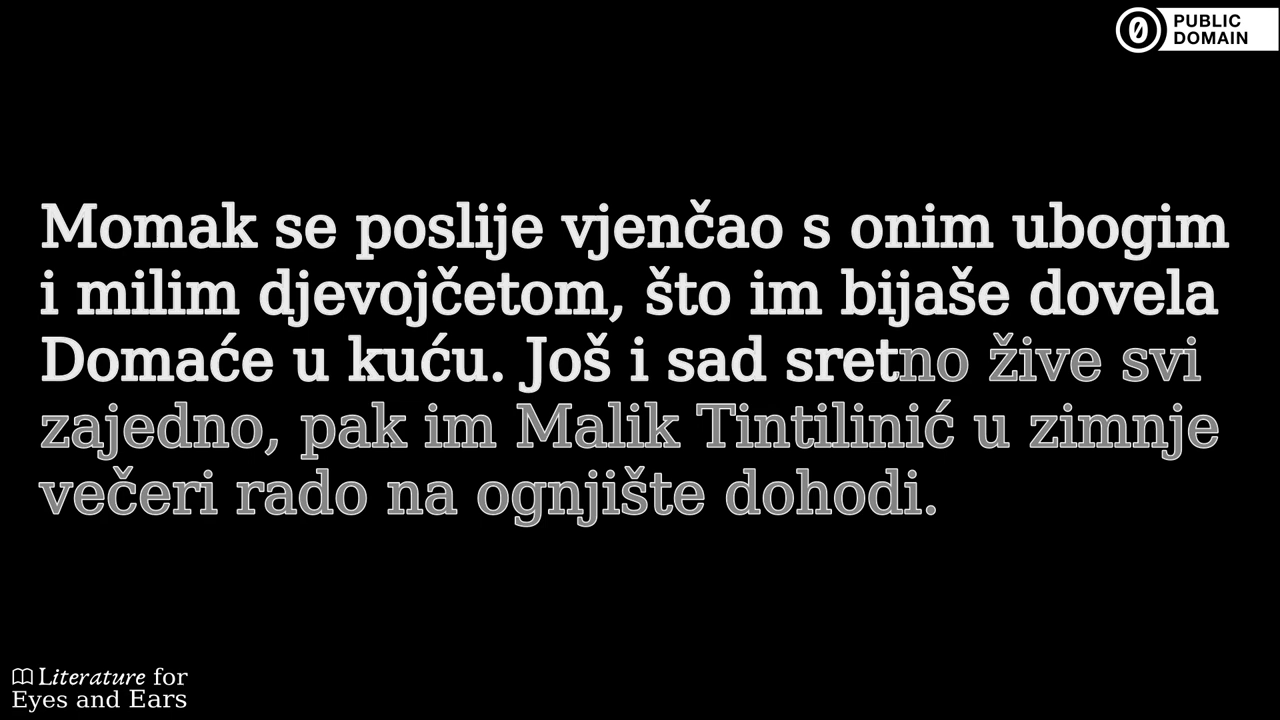 PUBLIC
DOMAIN
Momak se poslije vjenčao s onim ubogim
i milim djevojčetom, što im bijaše dovela
Domaće u kuću. Još i sad sretno žive svi
zajedno, pak im Malik Tintilinić u zimnje
večeri rado na ognjište dohodi.
Literature for
Eyes and Ears